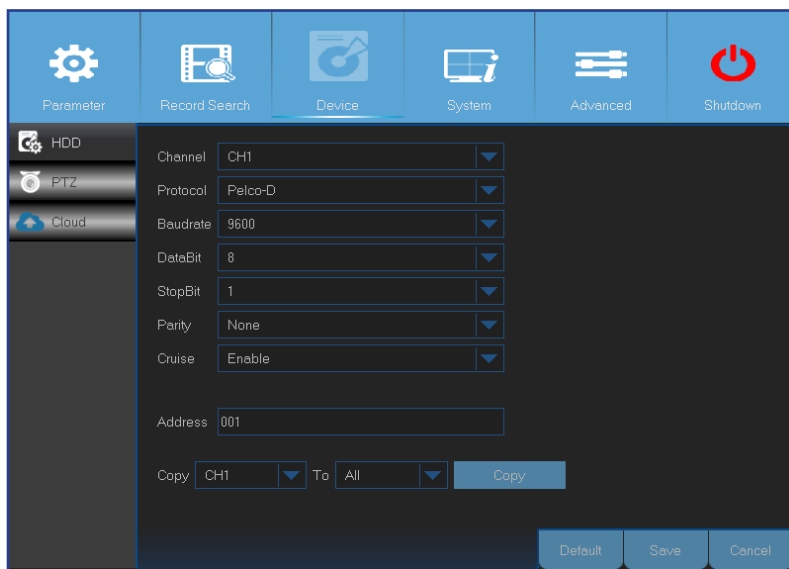 Parameter Record Search Device System Advanced Shutdown
HDD
PTZ
Cloud
Channel CH1
Protocol Pelco-D
Baudrate 9600
DataBit 8
StopBit 1
Parity None
Cruise Enable
Address 001
Copy CH1 To All Copy
Default Save Cancel